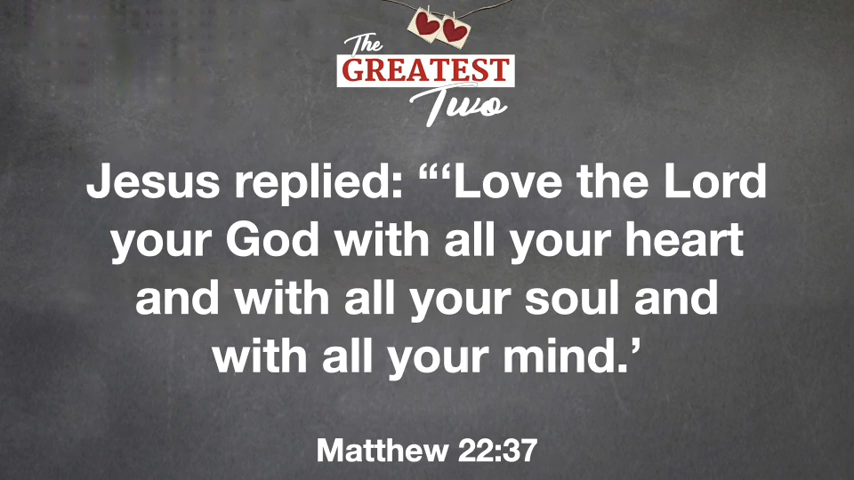 The
GREATEST
Two
Jesus replied: “‘Love the Lord
your God with all your heart
and with all your soul and
with all your mind.’
Matthew 22:37